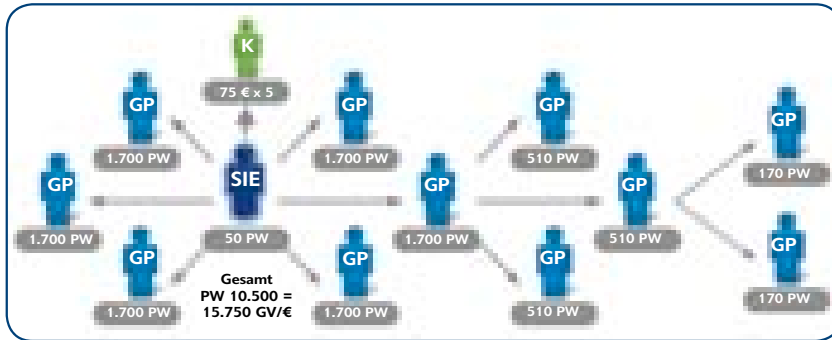 K
75 € x 5
GP
1.700 PW
GP
1.700 PW
GP
510 PW
GP
170 PW
GP
1.700 PW
SIE
50 PW
GP
1.700 PW
GP
510 PW
GP
1.700 PW
Gesamt
PW 10.500 =
15.750 GV/€
GP
1.700 PW
GP
510 PW
GP
170 PW